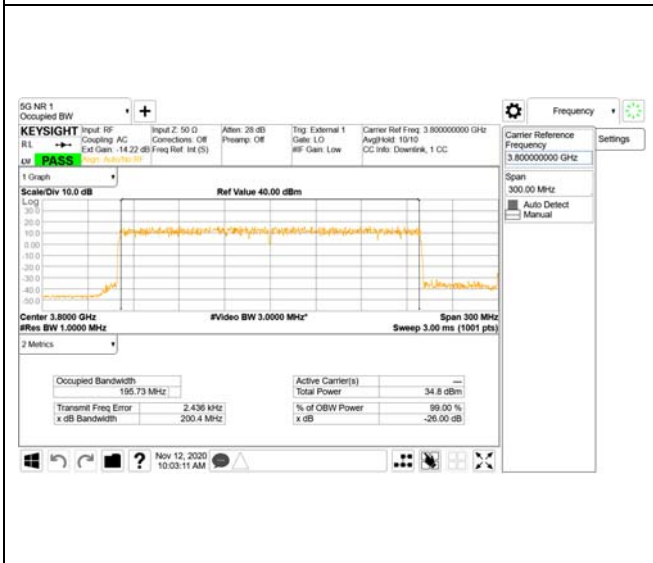 5G NR 1
Occupied BW
+
Frequency
KEYSIGHT
Input: RF
Input Z: 50 Ω
Atten: 28 dB
Trig: External 1
Carrier Ref Freq: 3.800000000 GHz
RL
Coupling: AC
Corrections: Off
Preamp: Off
Gate: LO
Avg|Hold: 10/10
Ext Gain: -14.22 dB
Freq Ref: Int (S)
#IF Gain: Low
CC Info: Downlink, 1 CC
PASS
Align: Auto/No RF
Carrier Reference
Frequency
3.800000000 GHz
Settings
Span
300.00 MHz
Auto Detect
Manual
1 Graph
Scale/Div 10.0 dB
Ref Value 40.00 dBm
Log
30.0
20.0
10.0
0.00
-10.0
-20.0
-30.0
-40.0
-50.0
Center 3.8000 GHz
#Video BW 3.0000 MHz*
Span 300 MHz
#Res BW 1.0000 MHz
Sweep 3.00 ms (1001 pts)
2 Metrics
Occupied Bandwidth
195.73 MHz
Active Carrier(s)
---
Total Power
34.8 dBm
Transmit Freq Error
2.436 kHz
% of OBW Power
99.00 %
x dB Bandwidth
200.4 MHz
x dB
-26.00 dB
?
Nov 12, 2020
10:03:11 AM